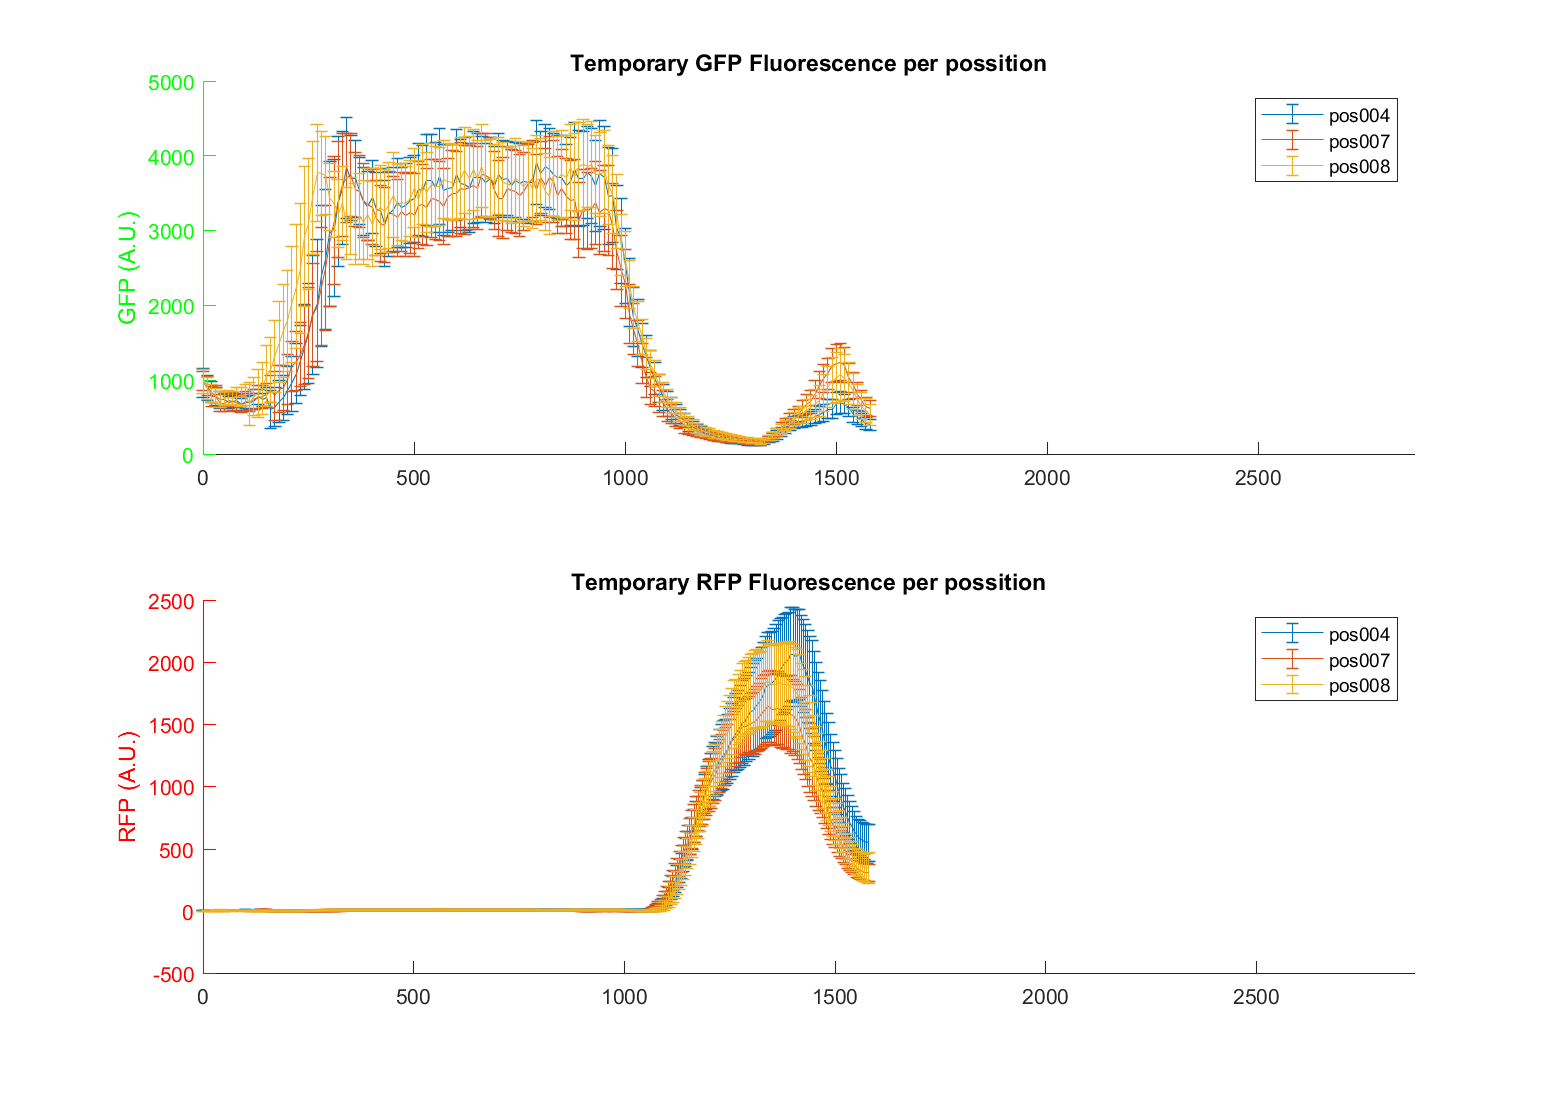 Temporary GFP Fluorescence per possition
5000
4000
3000
2000
1000
0
GFP (A.U.)
0 500 1000 1500 2000 2500
pos004
pos007
pos008
Temporary RFP Fluorescence per possition
2500
2000
1500
1000
500
0
-500
RFP (A.U.)
0 500 1000 1500 2000 2500
pos004
pos007
pos008